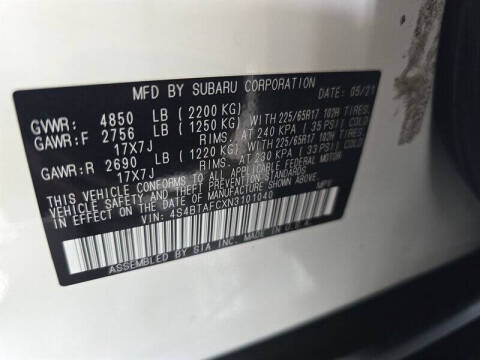 MFD BY SUBARU CORPORATION DATE: 05/21
GVWR: 4850 LB (2200 KG)
GAWR:F 2756 LB (1250 KG) WITH 225/65R17 102H TIRES,
17X7J RIMS, AT 240 KPA (35 PSI) COLD
GAWR:R 2690 LB (1220 KG) WITH 225/65R17 102H TIRES,
17X7J RIMS, AT 230 KPA (33 PSI) COLD
THIS VEHICLE CONFORMS TO ALL APPLICABLE FEDERAL MOTOR
VEHICLE SAFETY AND THEFT PREVENTION STANDARDS
IN EFFECT ON THE DATE OF MANUFACTURE SHOWN ABOVE.
VIN: 4S4BTAFCXN3101040 MPV
ASSEMBLED BY SIA INC. MADE IN U.S.A.